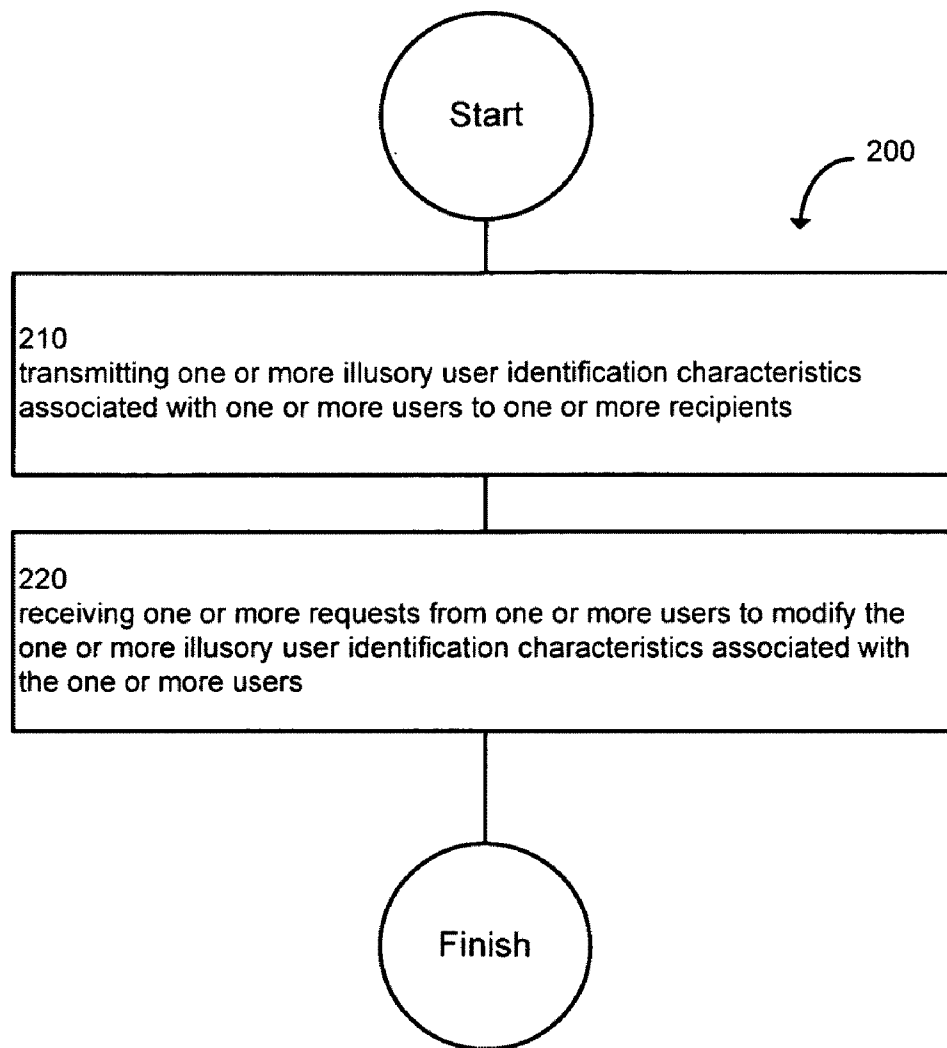 Start
200
210
transmitting one or more illusory user identification characteristics
associated with one or more users to one or more recipients
220
receiving one or more requests from one or more users to modify the
one or more illusory user identification characteristics associated with
the one or more users
Finish